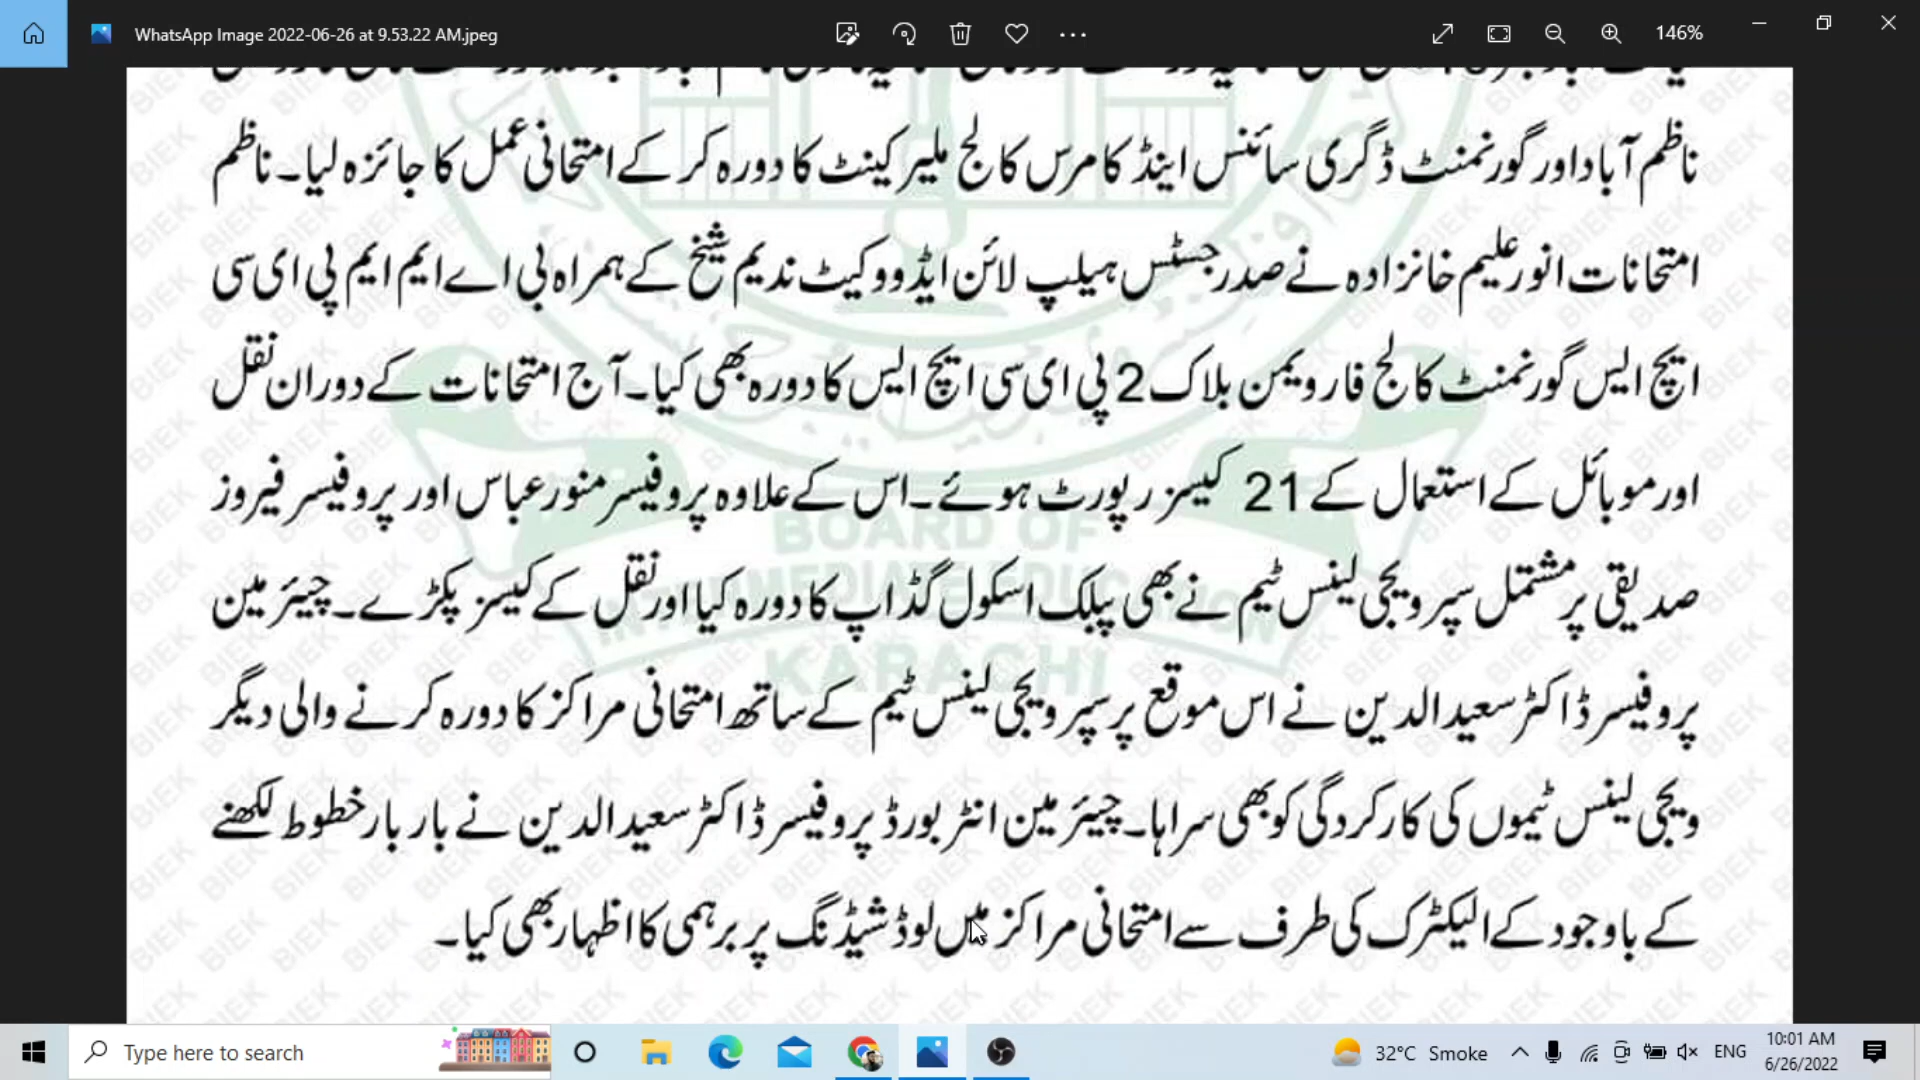 WhatsApp Image 2022-06-26 at 9.53.22 AM.jpeg
146%
ناظم آباد اور گورنمنٹ ڈگری سائنس اینڈ کامرس کالج ملیر کینٹ کا دورہ کر کے امتحانی عمل کا جائزہ لیا۔ ناظم
امتحانات انور علیم خانزادہ نے صدر جسٹس ہیلپ لائن ایڈووکیٹ ندیم شیخ کے ہمراہ بی اے ایم ایم پی ای سی
ایچ ایس گورنمنٹ کالج فار ویمن بلاک 2 پی ای سی ایچ ایس کا دورہ بھی کیا۔ آج امتحانات کے دوران نقل
اور موبائل کے استعمال کے 21 کیسز رپورٹ ہوئے۔ اس کے علاوہ پروفیسر منور عباس اور پروفیسر فیروز
صدیقی پر مشتمل سپر ویجی لینس ٹیم نے بھی پبلک اسکول گڈاپ کا دورہ کیا اور نقل کے کیسز پکڑے۔ چیئرمین
پروفیسر ڈاکٹر سعید الدین نے اس موقع پر سپر ویجی لینس ٹیم کے ساتھ امتحانی مراکز کا دورہ کرنے والی دیگر
ویجی لینس ٹیموں کی کارکردگی کو بھی سراہا۔ چیئرمین انٹر بورڈ پروفیسر ڈاکٹر سعید الدین نے بار بار خطوط لکھنے
کے باوجود کے الیکٹرک کی طرف سے امتحانی مراکز میں لوڈ شیڈنگ پر برہمی کا اظہار بھی کیا۔
BOARD OF
INTERMEDIATE EDUCATION
KARACHI
BIEK
Type here to search
32°C Smoke
ENG
10:01 AM
6/26/2022